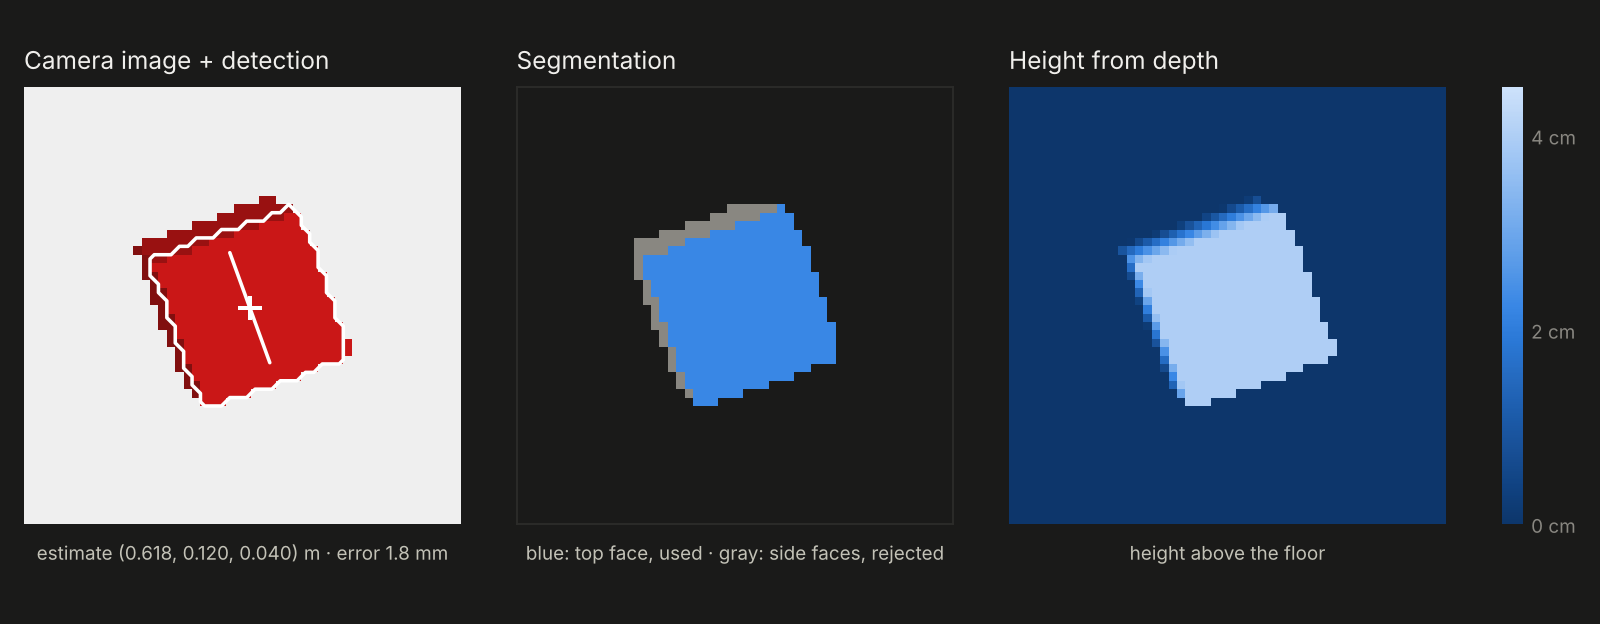 Camera image + detection
Segmentation
Height from depth
4 cm
2 cm
0 cm
estimate (0.618, 0.120, 0.040) m · error 1.8 mm
blue: top face, used · gray: side faces, rejected
height above the floor